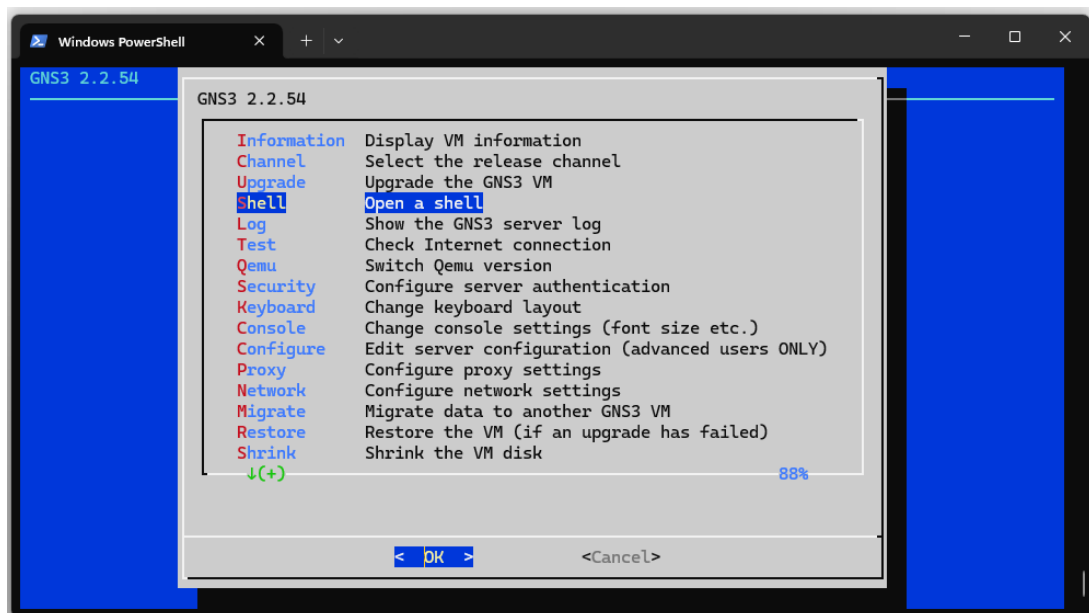 Windows PowerShell
GNS3 2.2.54
GNS3 2.2.54
Information Display VM information
Channel Select the release channel
Upgrade Upgrade the GNS3 VM
Shell Open a shell
Log Show the GNS3 server log
Test Check Internet connection
Qemu Switch Qemu version
Security Configure server authentication
Keyboard Change keyboard layout
Console Change console settings (font size etc.)
Configure Edit server configuration (advanced users ONLY)
Proxy Configure proxy settings
Network Configure network settings
Migrate Migrate data to another GNS3 VM
Restore Restore the VM (if an upgrade has failed)
Shrink Shrink the VM disk
↓(+) 88%
< OK > <Cancel>